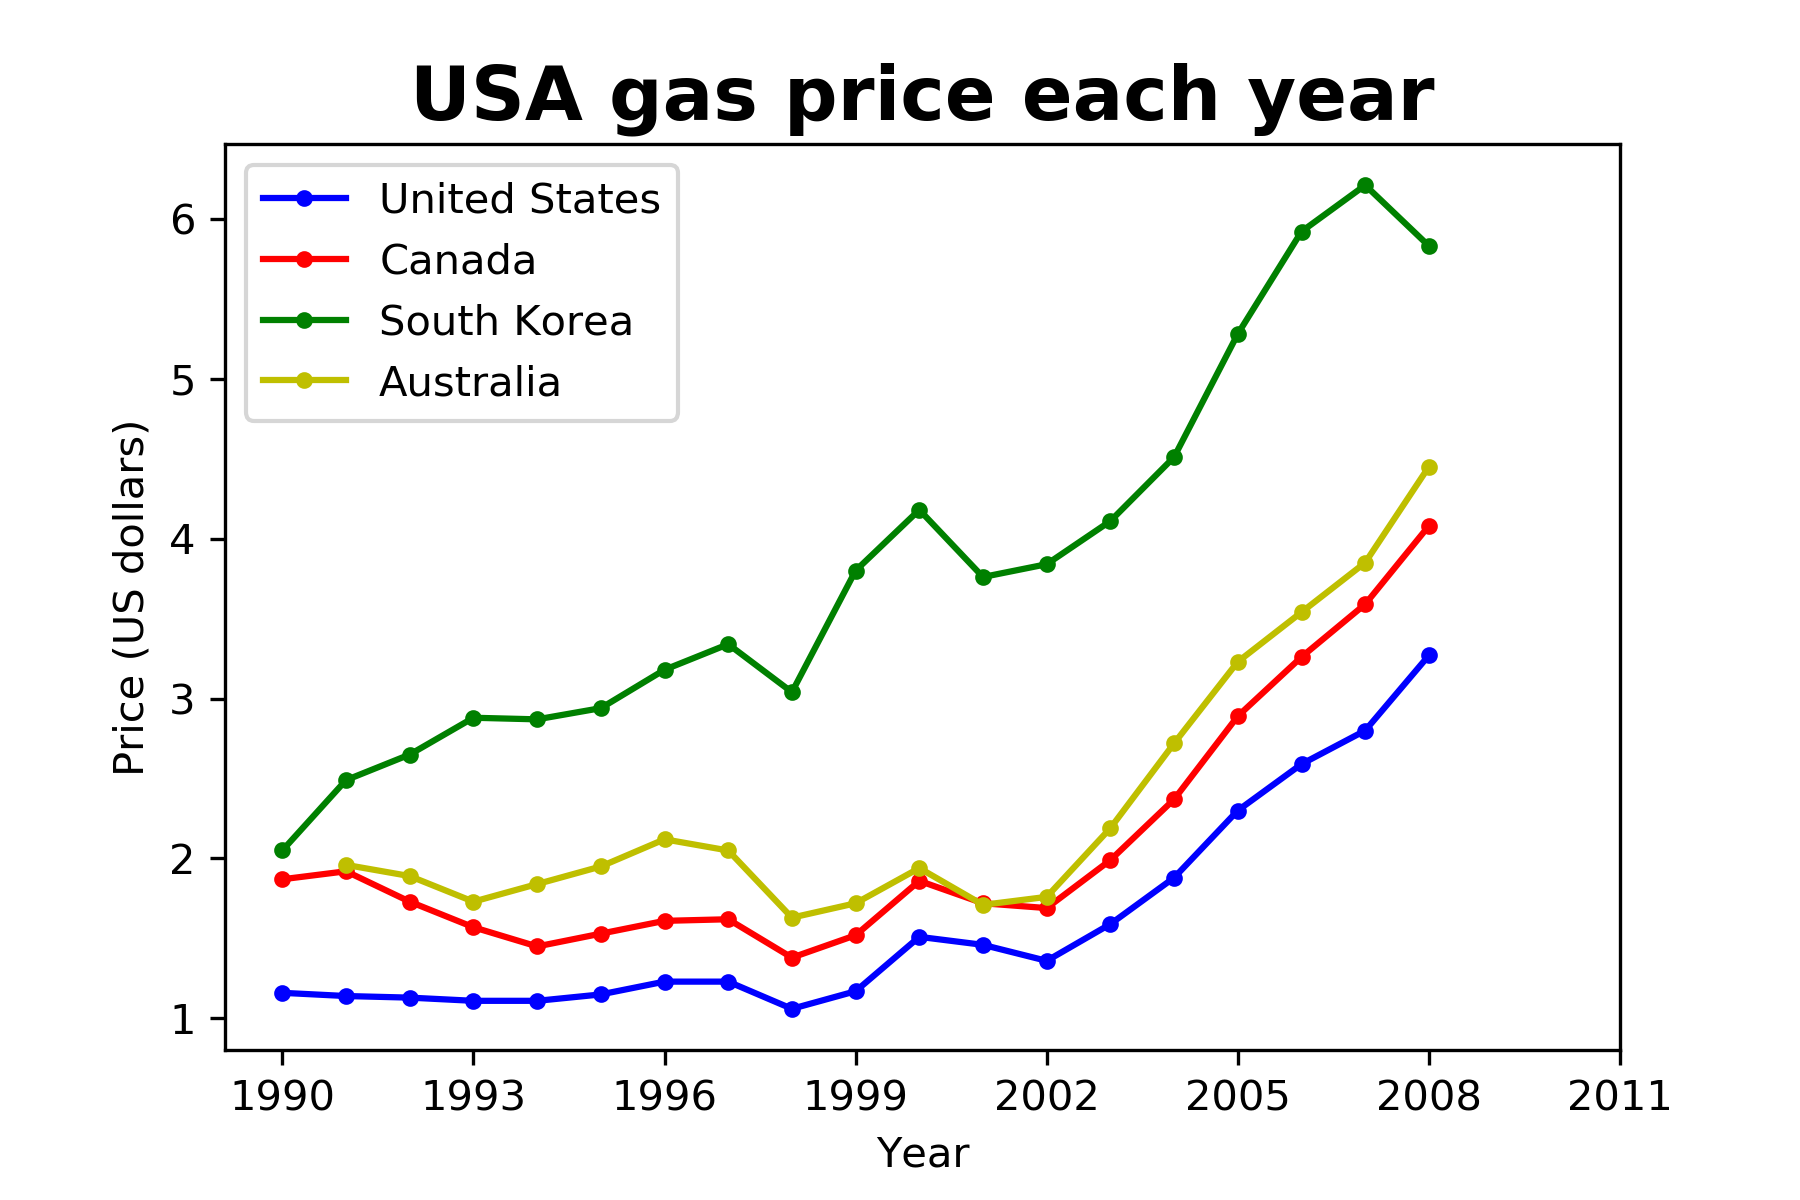 USA gas price each year
United States
Canada
South Korea
Australia
Price (US dollars)
6
5
4
3
2
1
1990 1993 1996 1999 2002 2005 2008 2011
Year